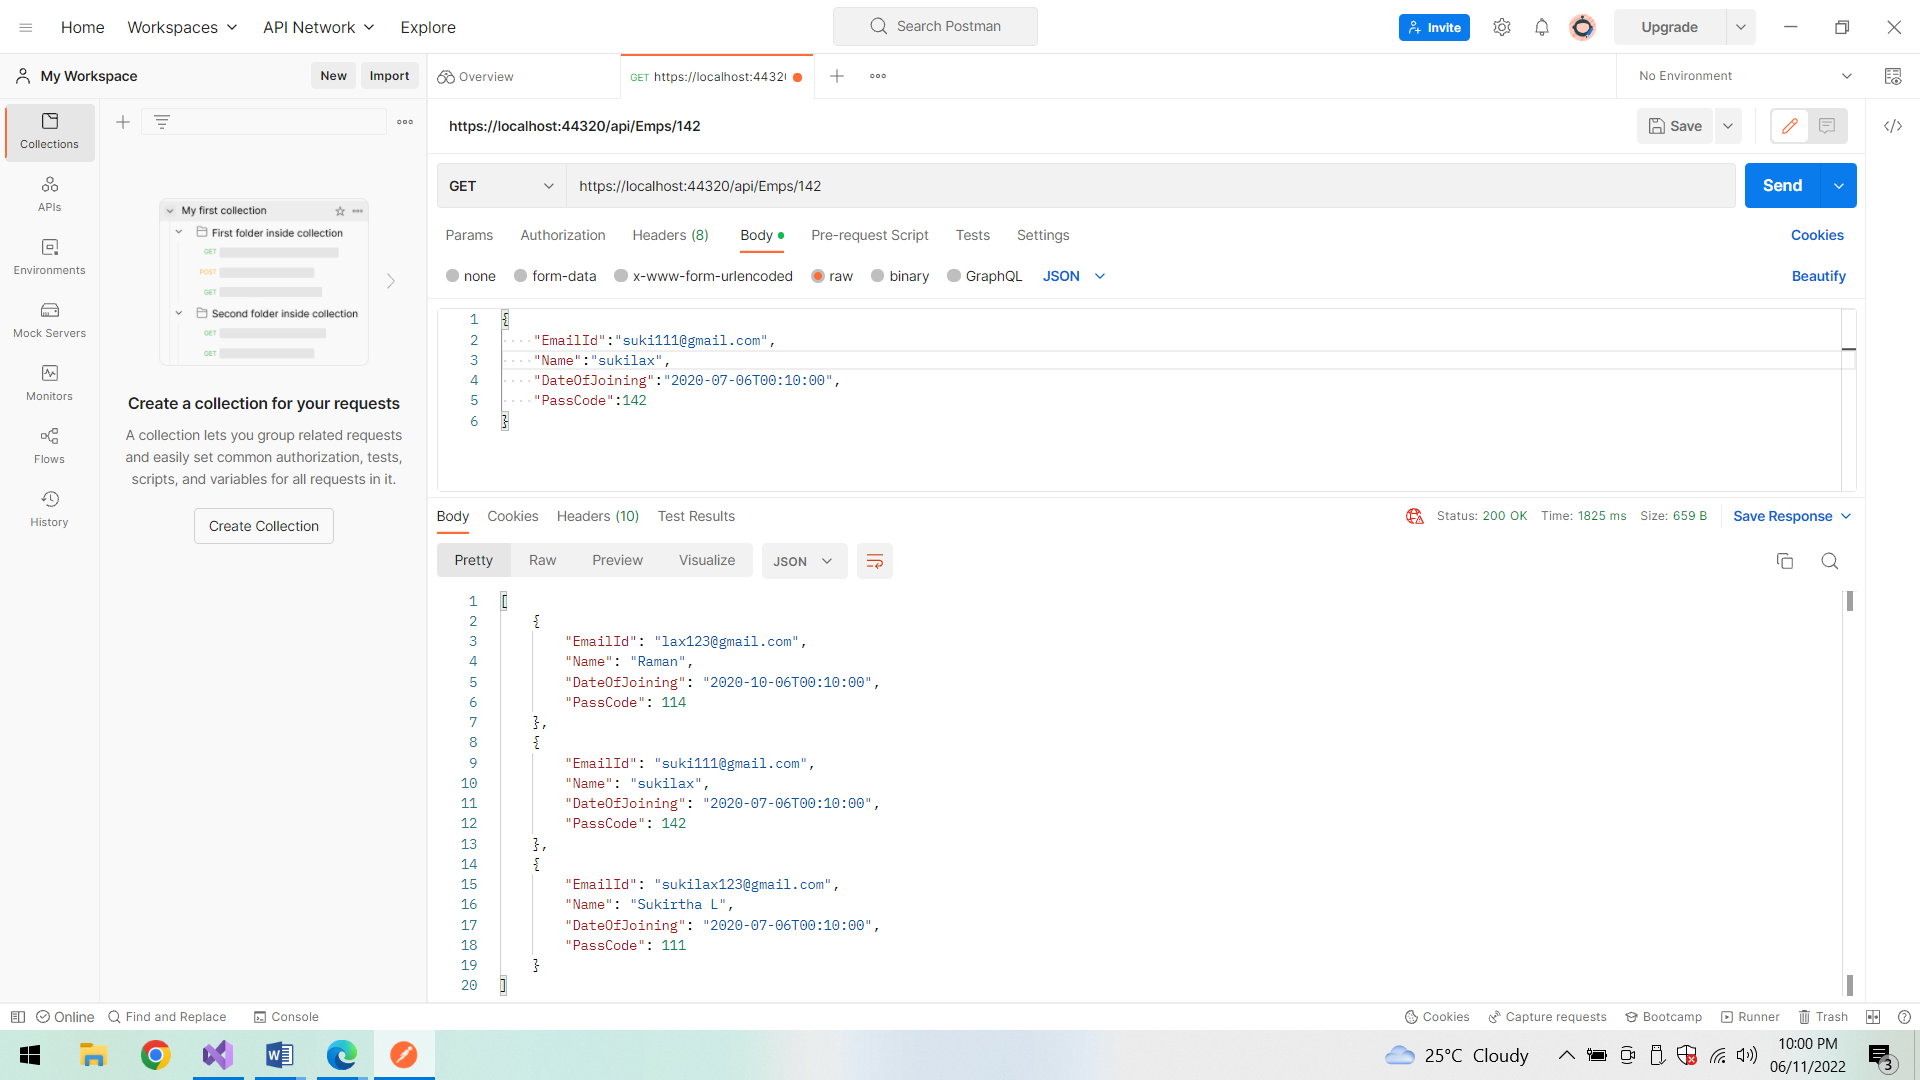 Home Workspaces API Network Explore Search Postman Invite Upgrade
My Workspace New Import Overview GET https://localhost:4432 No Environment
Collections
APIs
Environments
Mock Servers
Monitors
Flows
History
My first collection
First folder inside collection
GET
POST
GET
Second folder inside collection
GET
GET
Create a collection for your requests
A collection lets you group related requests
and easily set common authorization, tests,
scripts, and variables for all requests in it.
Create Collection
https://localhost:44320/api/Emps/142 Save
GET https://localhost:44320/api/Emps/142 Send
Params Authorization Headers (8) Body Pre-request Script Tests Settings Cookies
none form-data x-www-form-urlencoded raw binary GraphQL JSON Beautify
1 {
2 "EmailId":"suki111@gmail.com",
3 "Name":"sukilax",
4 "DateOfJoining":"2020-07-06T00:10:00",
5 "PassCode":142
6 }
Body Cookies Headers (10) Test Results Status: 200 OK Time: 1825 ms Size: 659 B Save Response
Pretty Raw Preview Visualize JSON
1 [
2 {
3 "EmailId": "lax123@gmail.com",
4 "Name": "Raman",
5 "DateOfJoining": "2020-10-06T00:10:00",
6 "PassCode": 114
7 },
8 {
9 "EmailId": "suki111@gmail.com",
10 "Name": "sukilax",
11 "DateOfJoining": "2020-07-06T00:10:00",
12 "PassCode": 142
13 },
14 {
15 "EmailId": "sukilax123@gmail.com",
16 "Name": "Sukirtha L",
17 "DateOfJoining": "2020-07-06T00:10:00",
18 "PassCode": 111
19 }
20 ]
Online Find and Replace Console Cookies Capture requests Bootcamp Runner Trash
25°C Cloudy 10:00 PM
06/11/2022 3